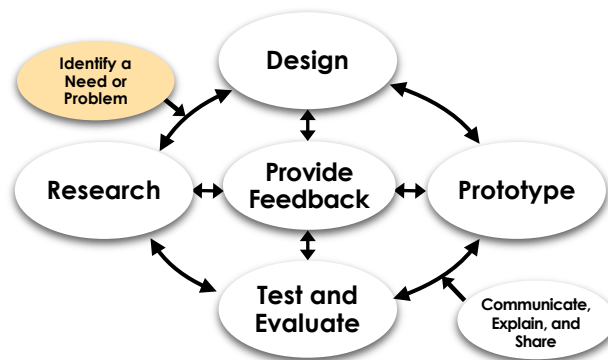 Identify a
Need or
Problem
Design
Research
Provide
Feedback
Prototype
Test and
Evaluate
Communicate,
Explain, and
Share